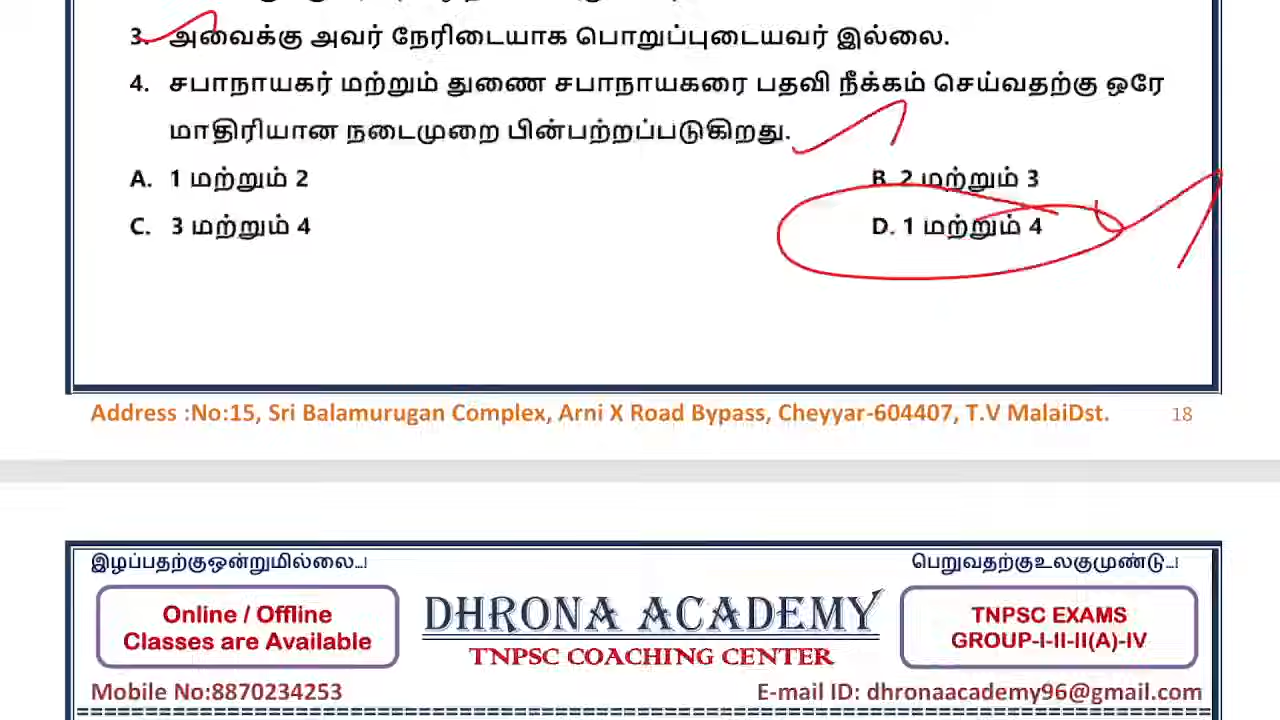 3. அவைக்கு அவர் நேரிடையாக பொறுப்புடையவர் இல்லை.
4. சபாநாயகர் மற்றும் துணை சபாநாயகரை பதவி நீக்கம் செய்வதற்கு ஒரே
மாதிரியான நடைமுறை பின்பற்றப்படுகிறது.
A. 1 மற்றும் 2 B. 2 மற்றும் 3
C. 3 மற்றும் 4 D. 1 மற்றும் 4
Address :No:15, Sri Balamurugan Complex, Arni X Road Bypass, Cheyyar-604407, T.V MalaiDst. 18
இழப்பதற்குஒன்றுமில்லை...! பெறுவதற்குஉலகுமுண்டு...!
Online / Offline
Classes are Available
DHRONA ACADEMY
TNPSC COACHING CENTER
TNPSC EXAMS
GROUP-I-II-II(A)-IV
Mobile No:8870234253 E-mail ID: dhronaacademy96@gmail.com